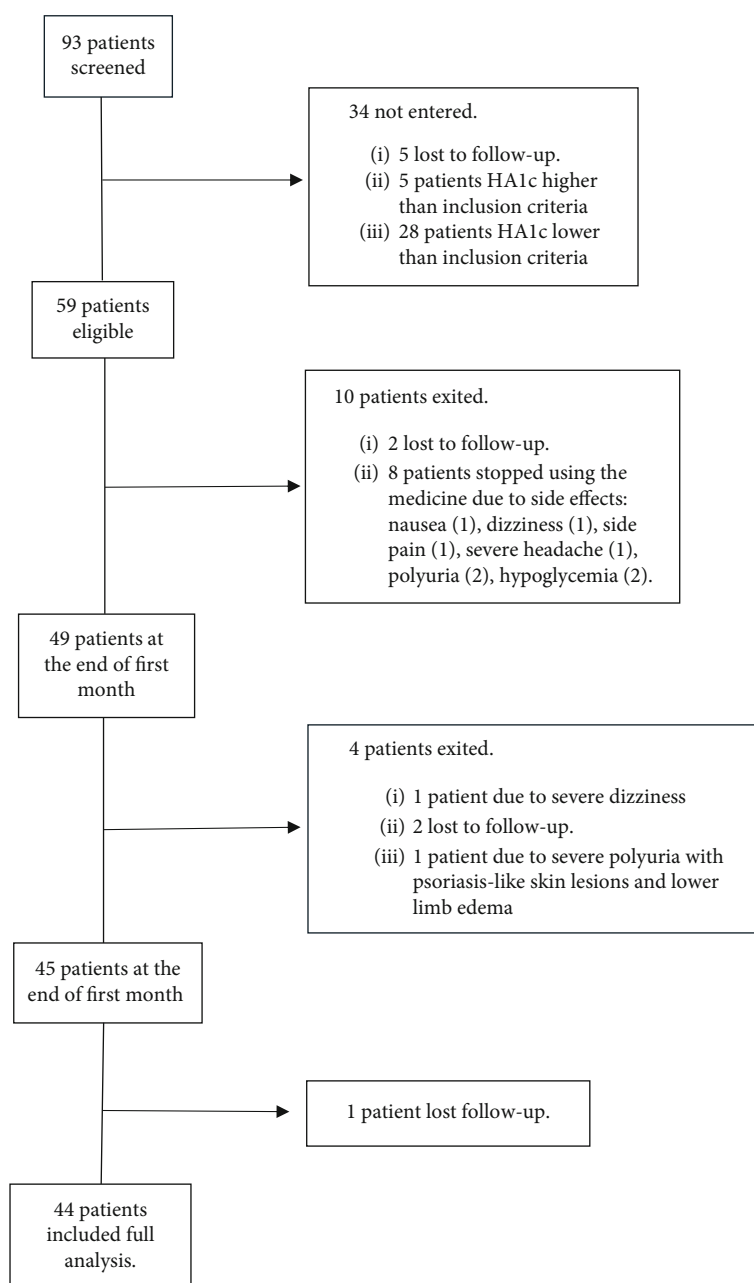 93 patients
screened
34 not entered.
(i) 5 lost to follow-up.
(ii) 5 patients HA1c higher
than inclusion criteria
(iii) 28 patients HA1c lower
than inclusion criteria
59 patients
eligible
10 patients exited.
(i) 2 lost to follow-up.
(ii) 8 patients stopped using the
medicine due to side effects:
nausea (1), dizziness (1), side
pain (1), severe headache (1),
polyuria (2), hypoglycemia (2).
49 patients at
the end of first
month
4 patients exited.
(i) 1 patient due to severe dizziness
(ii) 2 lost to follow-up.
(iii) 1 patient due to severe polyuria with
psoriasis-like skin lesions and lower
limb edema
45 patients at the
end of first month
1 patient lost follow-up.
44 patients
included full
analysis.